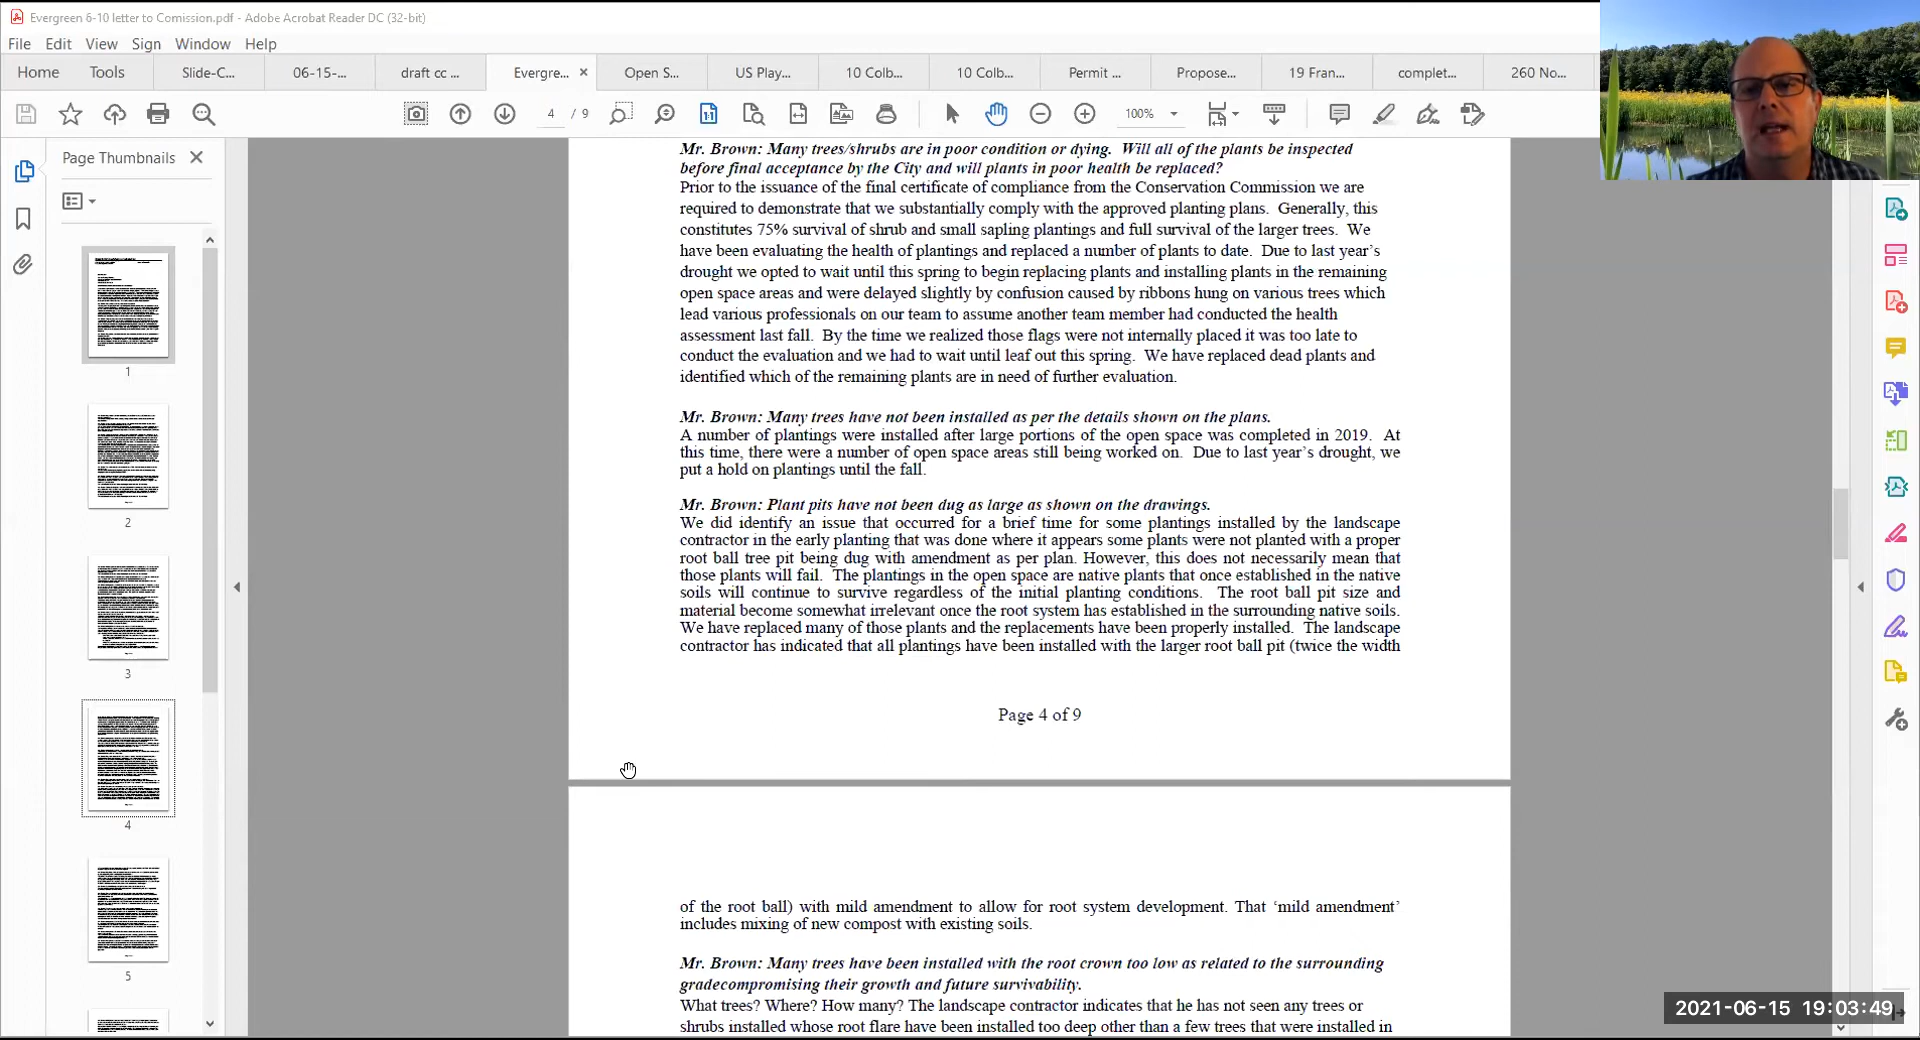 Evergreen 6-10 letter to Comission.pdf - Adobe Acrobat Reader DC (32-bit)
File Edit View Sign Window Help
Home Tools Slide-C... 06-15-... draft cc ... Evergre... × Open S... US Play... 10 Colb... 10 Colb... Permit ... Propose... 19 Fran... complet... 260 No...
4 / 9 100%
Page Thumbnails
1
2
3
4
5
Mr. Brown: Many trees/shrubs are in poor condition or dying. Will all of the plants be inspected
before final acceptance by the City and will plants in poor health be replaced?
Prior to the issuance of the final certificate of compliance from the Conservation Commission we are
required to demonstrate that we substantially comply with the approved planting plans. Generally, this
constitutes 75% survival of shrub and small sapling plantings and full survival of the larger trees. We
have been evaluating the health of plantings and replaced a number of plants to date. Due to last year’s
drought we opted to wait until this spring to begin replacing plants and installing plants in the remaining
open space areas and were delayed slightly by confusion caused by ribbons hung on various trees which
lead various professionals on our team to assume another team member had conducted the health
assessment last fall. By the time we realized those flags were not internally placed it was too late to
conduct the evaluation and we had to wait until leaf out this spring. We have replaced dead plants and
identified which of the remaining plants are in need of further evaluation.
Mr. Brown: Many trees have not been installed as per the details shown on the plans.
A number of plantings were installed after large portions of the open space was completed in 2019. At
this time, there were a number of open space areas still being worked on. Due to last year’s drought, we
put a hold on plantings until the fall.
Mr. Brown: Plant pits have not been dug as large as shown on the drawings.
We did identify an issue that occurred for a brief time for some plantings installed by the landscape
contractor in the early planting that was done where it appears some plants were not planted with a proper
root ball tree pit being dug with amendment as per plan. However, this does not necessarily mean that
those plants will fail. The plantings in the open space are native plants that once established in the native
soils will continue to survive regardless of the initial planting conditions. The root ball pit size and
material become somewhat irrelevant once the root system has established in the surrounding native soils.
We have replaced many of those plants and the replacements have been properly installed. The landscape
contractor has indicated that all plantings have been installed with the larger root ball pit (twice the width
Page 4 of 9
of the root ball) with mild amendment to allow for root system development. That ‘mild amendment’
includes mixing of new compost with existing soils.
Mr. Brown: Many trees have been installed with the root crown too low as related to the surrounding
gradecompromising their growth and future survivability.
What trees? Where? How many? The landscape contractor indicates that he has not seen any trees or
shrubs installed whose root flare have been installed too deep other than a few trees that were installed in
2021-06-15 19:03:49